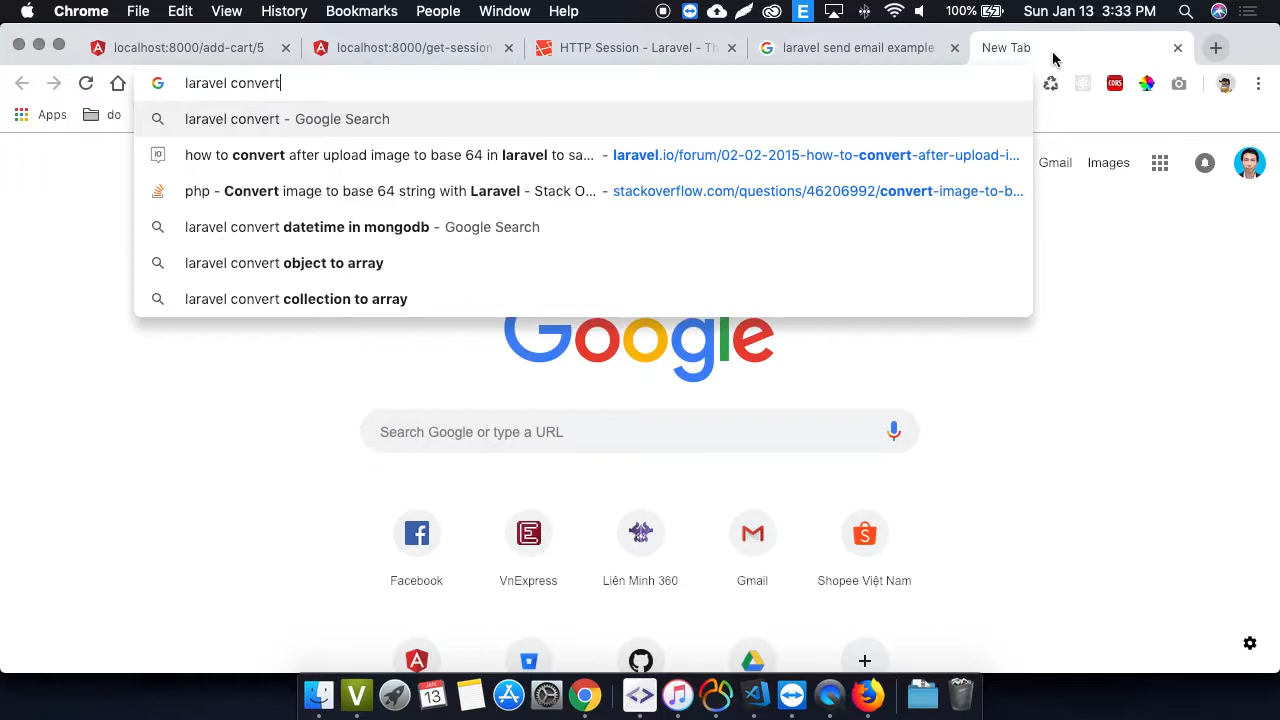 Chrome File Edit View History Bookmarks People Window Help 100% Sun Jan 13 3:33 PM
localhost:8000/add-cart/5 localhost:8000/get-session HTTP Session - Laravel - Th laravel send email example New Tab
laravel convert
Apps do
laravel convert - Google Search
how to convert after upload image to base 64 in laravel to sa... - laravel.io/forum/02-02-2015-how-to-convert-after-upload-i...
php - Convert image to base 64 string with Laravel - Stack O... - stackoverflow.com/questions/46206992/convert-image-to-b...
laravel convert datetime in mongodb - Google Search
laravel convert object to array
laravel convert collection to array
Gmail Images
Google
Search Google or type a URL
Facebook VnExpress Liên Minh 360 Gmail Shopee Việt Nam